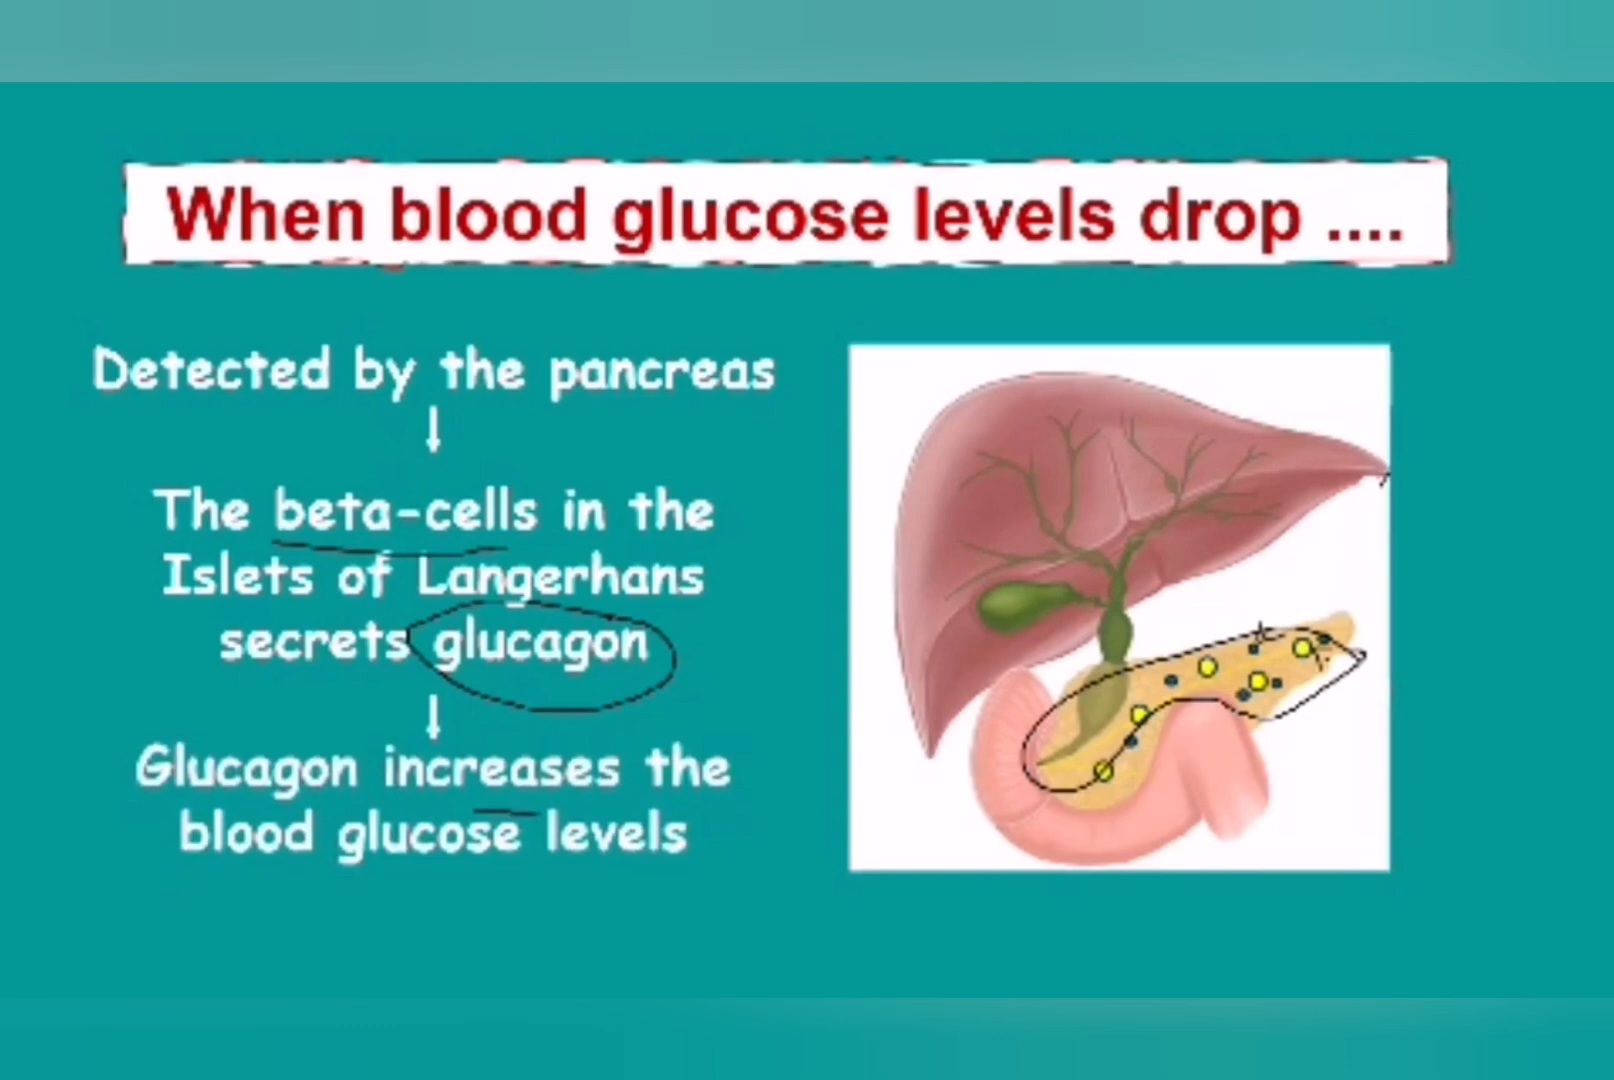 When blood glucose levels drop ....
Detected by the pancreas
The beta-cells in the
Islets of Langerhans
secrets glucagon
Glucagon increases the
blood glucose levels